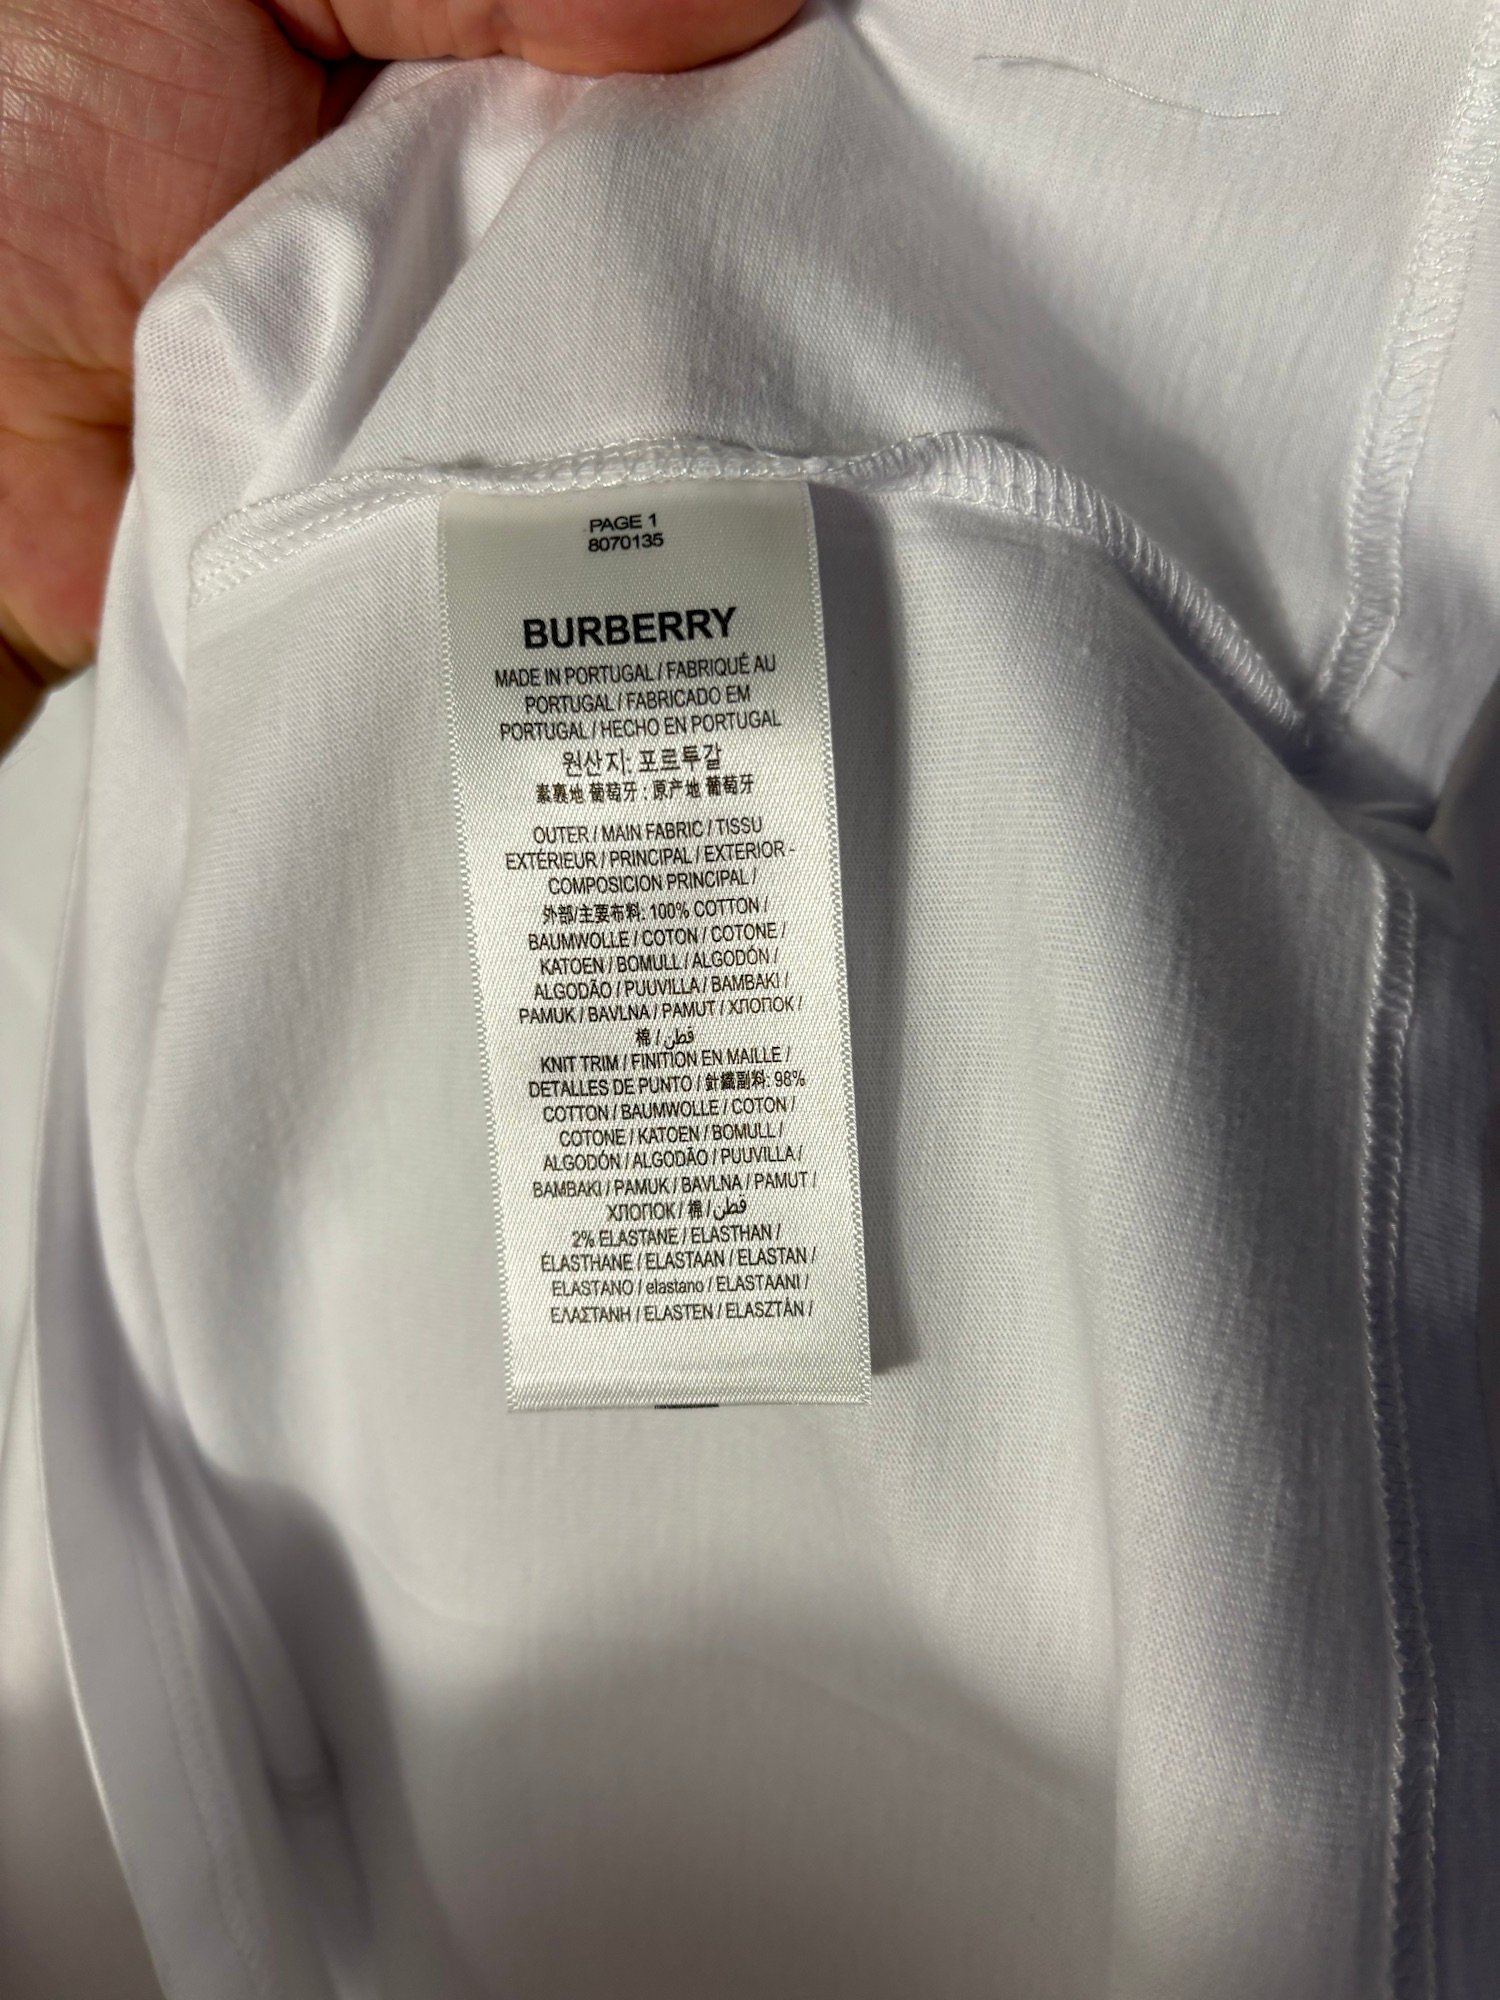 PAGE 1
8070135
BURBERRY
MADE IN PORTUGAL / FABRIQUÉ AU
PORTUGAL / FABRICADO EM
PORTUGAL / HECHO EN PORTUGAL
원산지: 포르투갈
素裏地 葡萄牙 : 原产地 葡萄牙
OUTER / MAIN FABRIC / TISSU
EXTÉRIEUR / PRINCIPAL / EXTERIOR -
COMPOSICION PRINCIPAL /
外部/主要布料: 100% COTTON /
BAUMWOLLE / COTON / COTONE /
KATOEN / BOMULL / ALGODÓN /
ALGODÃO / PUUVILLA / BAMBAKI /
PAMUK / BAVLNA / PAMUT / ХЛОПОК /
棉 / قطن
KNIT TRIM / FINITION EN MAILLE /
DETALLES DE PUNTO / 針織副料: 98%
COTTON / BAUMWOLLE / COTON /
COTONE / KATOEN / BOMULL /
ALGODÓN / ALGODÃO / PUUVILLA /
BAMBAKI / PAMUK / BAVLNA / PAMUT /
ХЛОПОК / 棉 / قطن
2% ELASTANE / ELASTHAN /
ÉLASTHANE / ELASTAAN / ELASTAN /
ELASTANO / elastano / ELASTAANI /
ΕΛΑΣΤΑΝΗ / ELASTEN / ELASZTÁN /